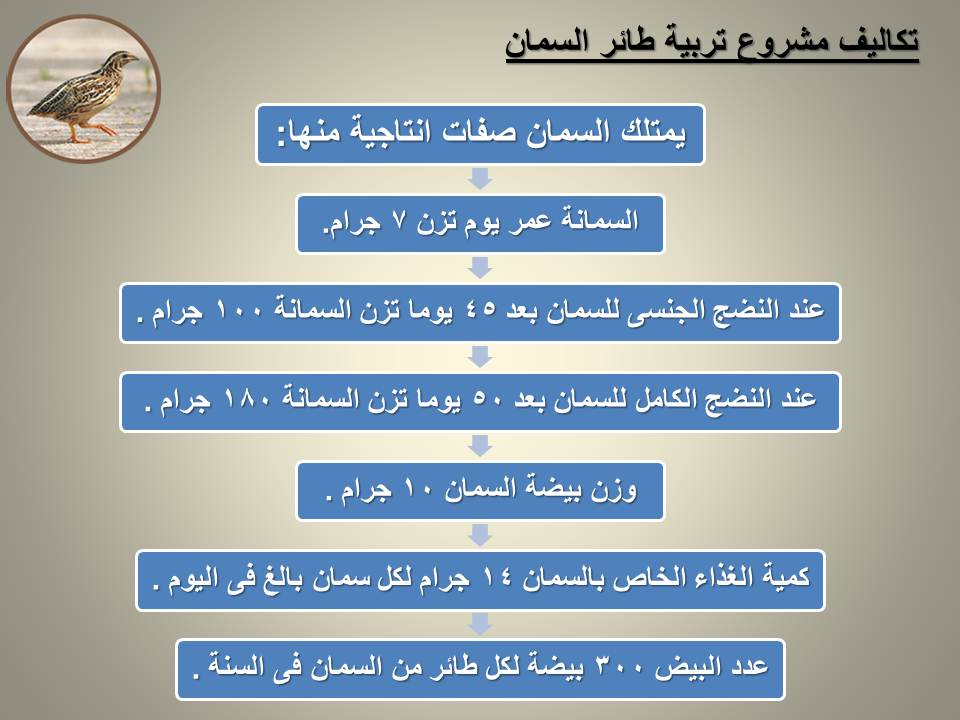 تكاليف مشروع تربية طائر السمان
يمتلك السمان صفات انتاجية منها:
السمانة عمر يوم تزن ٧ جرام.
عند النضج الجنسى للسمان بعد ٤٥ يوما تزن السمانة ١٠٠ جرام .
عند النضج الكامل للسمان بعد ٥٠ يوما تزن السمانة ١٨٠ جرام .
وزن بيضة السمان ١٠ جرام .
كمية الغذاء الخاص بالسمان ١٤ جرام لكل سمان بالغ فى اليوم .
عدد البيض ٣٠٠ بيضة لكل طائر من السمان فى السنة .